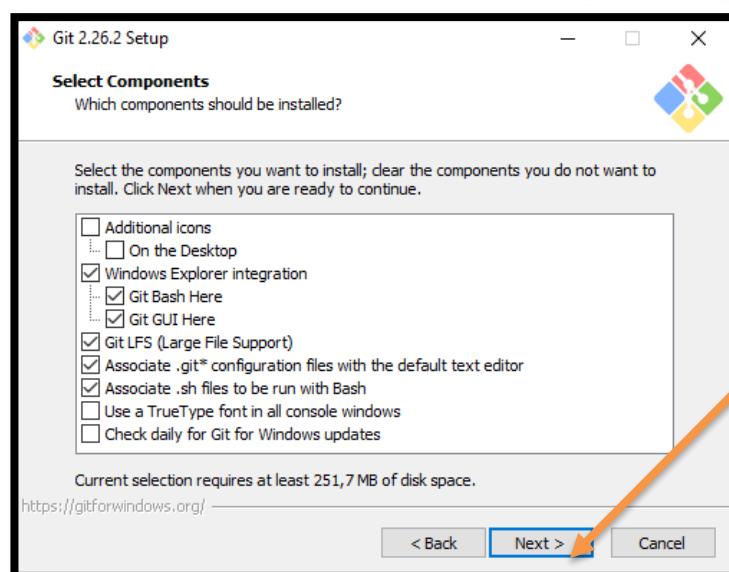 Git 2.26.2 Setup
Select Components
Which components should be installed?
Select the components you want to install; clear the components you do not want to
install. Click Next when you are ready to continue.
Additional icons
On the Desktop
Windows Explorer integration
Git Bash Here
Git GUI Here
Git LFS (Large File Support)
Associate .git* configuration files with the default text editor
Associate .sh files to be run with Bash
Use a TrueType font in all console windows
Check daily for Git for Windows updates
Current selection requires at least 251,7 MB of disk space.
https://gitforwindows.org/
< Back Next > Cancel